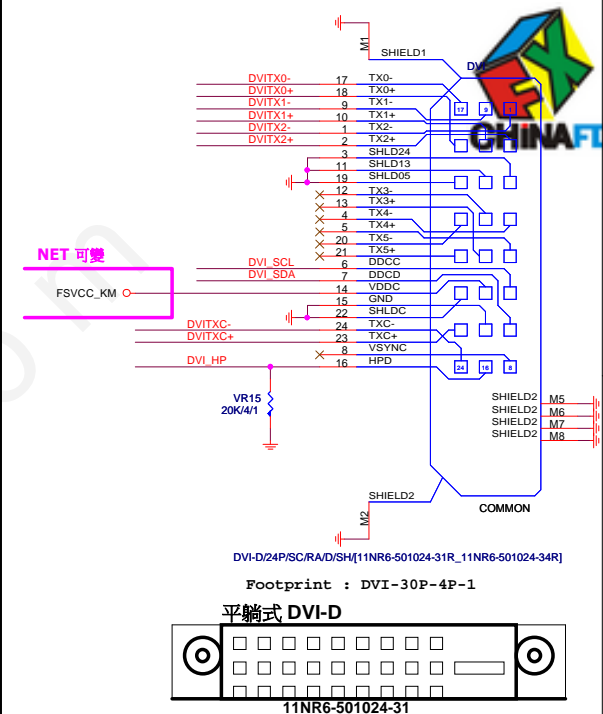 M1
SHIELD1
DVI
CHiNAFi
DVITX0- 17 TX0-
DVITX0+ 18 TX0+
DVITX1- 9 TX1-
DVITX1+ 10 TX1+
DVITX2- 1 TX2-
DVITX2+ 2 TX2+
3 SHLD24
11 SHLD13
19 SHLD05
12 TX3-
13 TX3+
4 TX4-
5 TX4+
20 TX5-
21 TX5+
DVI_SCL 6 DDCC
DVI_SDA 7 DDCD
NET 可變
FSVCC_KM 14 VDDC
15 GND
22 SHLDC
DVITXC- 24 TXC-
DVITXC+ 23 TXC+
8 VSYNC
DVI_HP 16 HPD
17 9 1
24 16 8
VR15
20K/4/1
SHIELD2 M5
SHIELD2 M6
SHIELD2 M7
SHIELD2 M8
SHIELD2
M2
COMMON
DVI-D/24P/SC/RA/D/SH/[11NR6-501024-31R_11NR6-501024-34R]
Footprint : DVI-30P-4P-1
平躺式 DVI-D
11NR6-501024-31